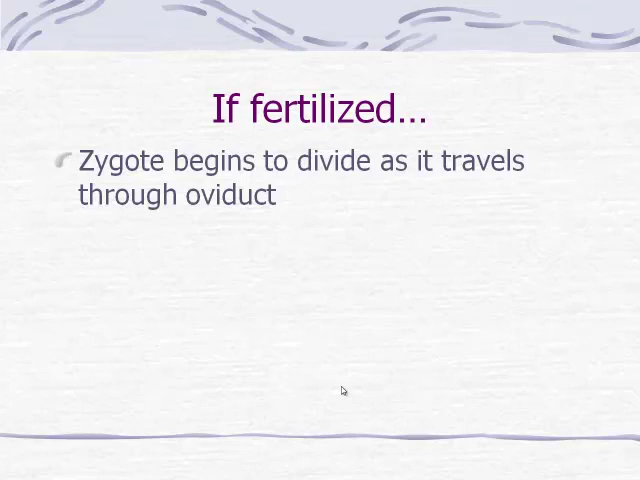 If fertilized…
Zygote begins to divide as it travels
through oviduct